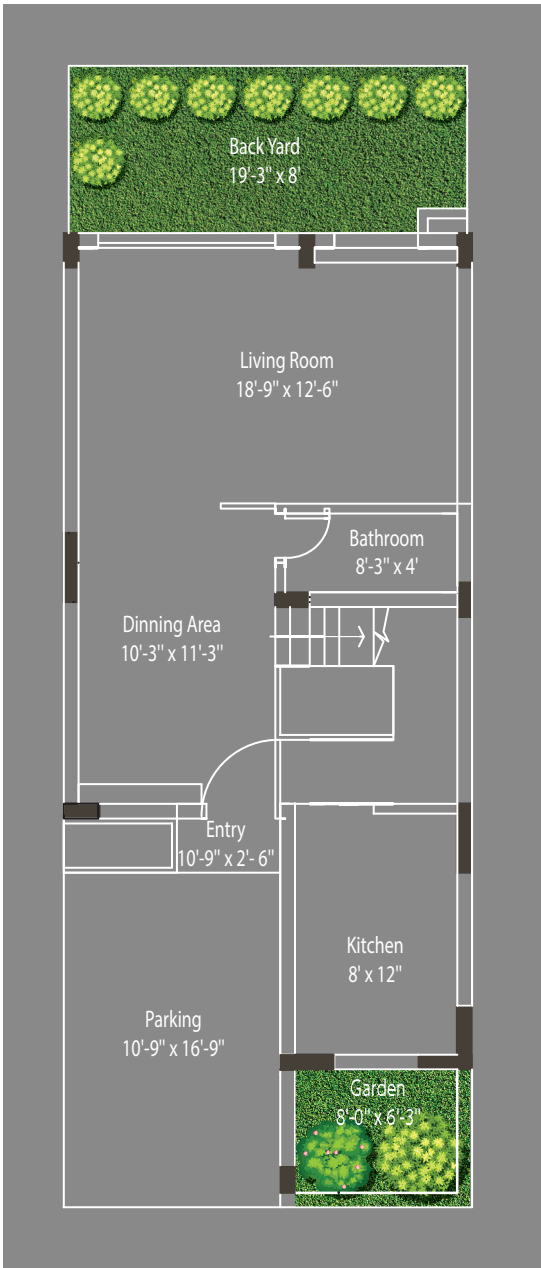 Back Yard
19'-3" x 8'
Living Room
18'-9" x 12'-6"
Bathroom
8'-3" x 4'
Dinning Area
10'-3" x 11'-3"
Entry
10'-9" x 2'- 6"
Kitchen
8' x 12"
Parking
10'-9" x 16'-9"
Garden
8'-0" x 6'-3"